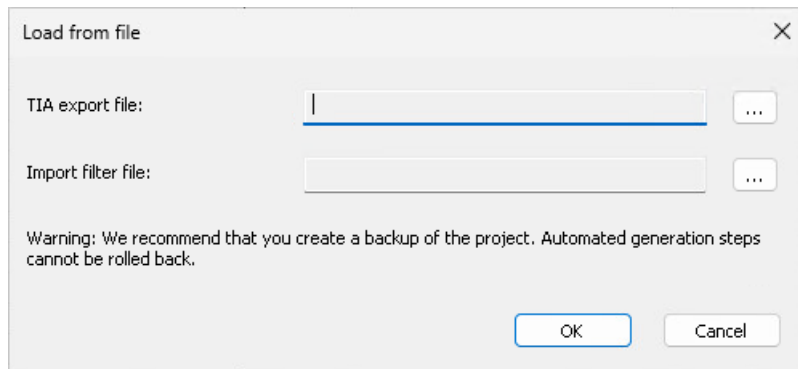 Load from file
TIA export file:
...
Import filter file:
...
Warning: We recommend that you create a backup of the project. Automated generation steps
cannot be rolled back.
OK
Cancel